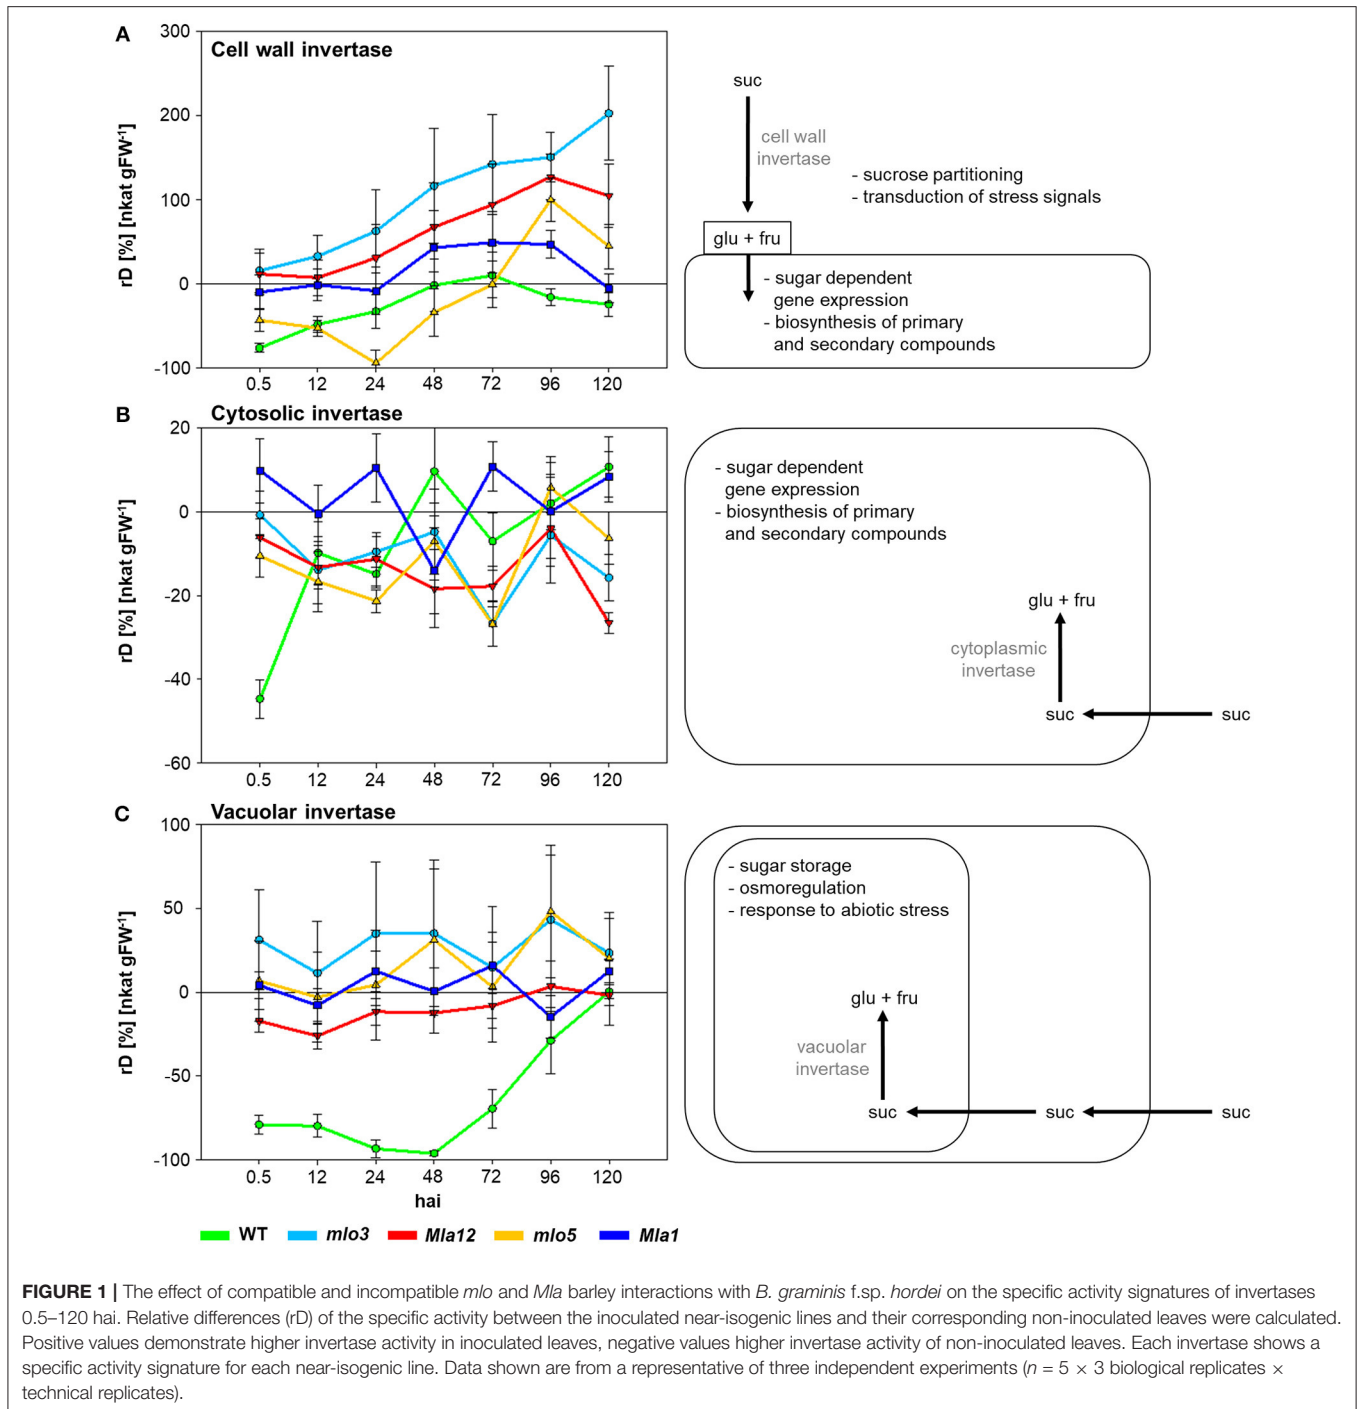 A
Cell wall invertase
300
200
100
0
-100
rD [%] [nkat gFW-1]
0.5 12 24 48 72 96 120
suc
cell wall
invertase
- sucrose partitioning
- transduction of stress signals
glu + fru
- sugar dependent
gene expression
- biosynthesis of primary
and secondary compounds
B
Cytosolic invertase
20
0
-20
-40
-60
rD [%] [nkat gFW-1]
0.5 12 24 48 72 96 120
- sugar dependent
gene expression
- biosynthesis of primary
and secondary compounds
glu + fru
cytoplasmic
invertase
suc suc
C
Vacuolar invertase
100
50
0
-50
-100
rD [%] [nkat gFW-1]
0.5 12 24 48 72 96 120
hai
- sugar storage
- osmoregulation
- response to abiotic stress
glu + fru
vacuolar
invertase
suc suc suc
WT mlo3 Mla12 mlo5 Mla1
FIGURE 1 | The effect of compatible and incompatible mlo and Mla barley interactions with B. graminis f.sp. hordei on the specific activity signatures of invertases
0.5–120 hai. Relative differences (rD) of the specific activity between the inoculated near-isogenic lines and their corresponding non-inoculated leaves were calculated.
Positive values demonstrate higher invertase activity in inoculated leaves, negative values higher invertase activity of non-inoculated leaves. Each invertase shows a
specific activity signature for each near-isogenic line. Data shown are from a representative of three independent experiments (n = 5 × 3 biological replicates ×
technical replicates).